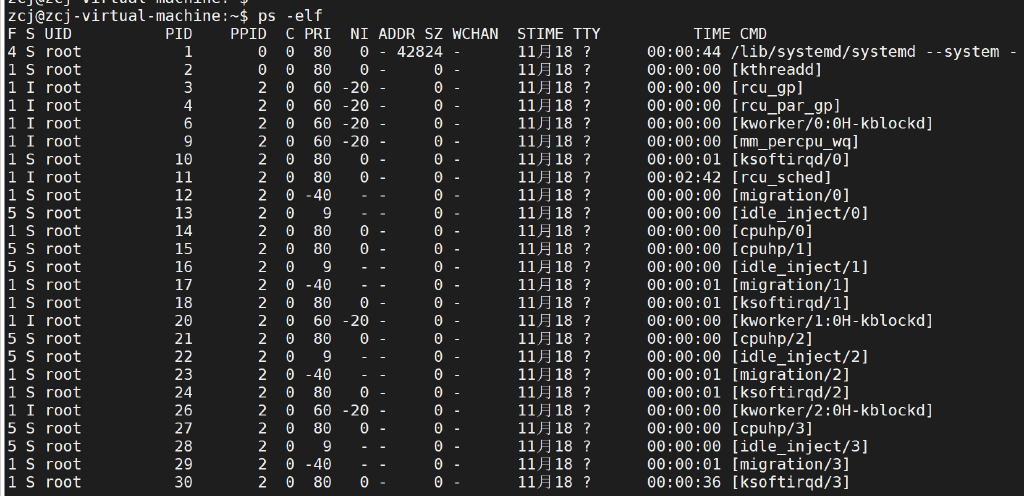 zcj@zcj-virtual-machine:~$
zcj@zcj-virtual-machine:~$ ps -elf
F S UID         PID    PPID  C PRI  NI ADDR SZ WCHAN  STIME TTY          TIME CMD
4 S root          1       0  0  80   0 - 42824 -      11月18 ?       00:00:44 /lib/systemd/systemd --system -
1 S root          2       0  0  80   0 -     0 -      11月18 ?       00:00:00 [kthreadd]
1 I root          3       2  0  60 -20 -     0 -      11月18 ?       00:00:00 [rcu_gp]
1 I root          4       2  0  60 -20 -     0 -      11月18 ?       00:00:00 [rcu_par_gp]
1 I root          6       2  0  60 -20 -     0 -      11月18 ?       00:00:00 [kworker/0:0H-kblockd]
1 I root          9       2  0  60 -20 -     0 -      11月18 ?       00:00:00 [mm_percpu_wq]
1 S root         10       2  0  80   0 -     0 -      11月18 ?       00:00:01 [ksoftirqd/0]
1 I root         11       2  0  80   0 -     0 -      11月18 ?       00:02:42 [rcu_sched]
1 S root         12       2  0 -40   - -     0 -      11月18 ?       00:00:00 [migration/0]
5 S root         13       2  0   9   - -     0 -      11月18 ?       00:00:00 [idle_inject/0]
1 S root         14       2  0  80   0 -     0 -      11月18 ?       00:00:00 [cpuhp/0]
5 S root         15       2  0  80   0 -     0 -      11月18 ?       00:00:00 [cpuhp/1]
5 S root         16       2  0   9   - -     0 -      11月18 ?       00:00:00 [idle_inject/1]
1 S root         17       2  0 -40   - -     0 -      11月18 ?       00:00:01 [migration/1]
1 S root         18       2  0  80   0 -     0 -      11月18 ?       00:00:01 [ksoftirqd/1]
1 I root         20       2  0  60 -20 -     0 -      11月18 ?       00:00:00 [kworker/1:0H-kblockd]
5 S root         21       2  0  80   0 -     0 -      11月18 ?       00:00:00 [cpuhp/2]
5 S root         22       2  0   9   - -     0 -      11月18 ?       00:00:00 [idle_inject/2]
1 S root         23       2  0 -40   - -     0 -      11月18 ?       00:00:01 [migration/2]
1 S root         24       2  0  80   0 -     0 -      11月18 ?       00:00:01 [ksoftirqd/2]
1 I root         26       2  0  60 -20 -     0 -      11月18 ?       00:00:00 [kworker/2:0H-kblockd]
5 S root         27       2  0  80   0 -     0 -      11月18 ?       00:00:00 [cpuhp/3]
5 S root         28       2  0   9   - -     0 -      11月18 ?       00:00:00 [idle_inject/3]
1 S root         29       2  0 -40   - -     0 -      11月18 ?       00:00:01 [migration/3]
1 S root         30       2  0  80   0 -     0 -      11月18 ?       00:00:36 [ksoftirqd/3]